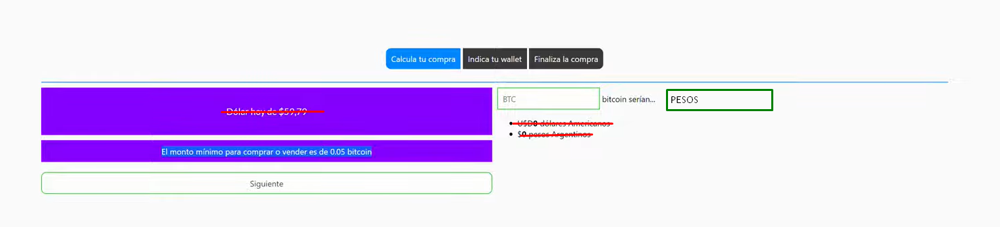 Calcula tu compra Indica tu wallet Finaliza la compra
Dólar hoy de $59,79
El monto mínimo para comprar o vender es de 0.05 bitcoin
Siguiente
BTC bitcoin serían... PESOS
U$D0 dólares Americanos
$0 pesos Argentinos